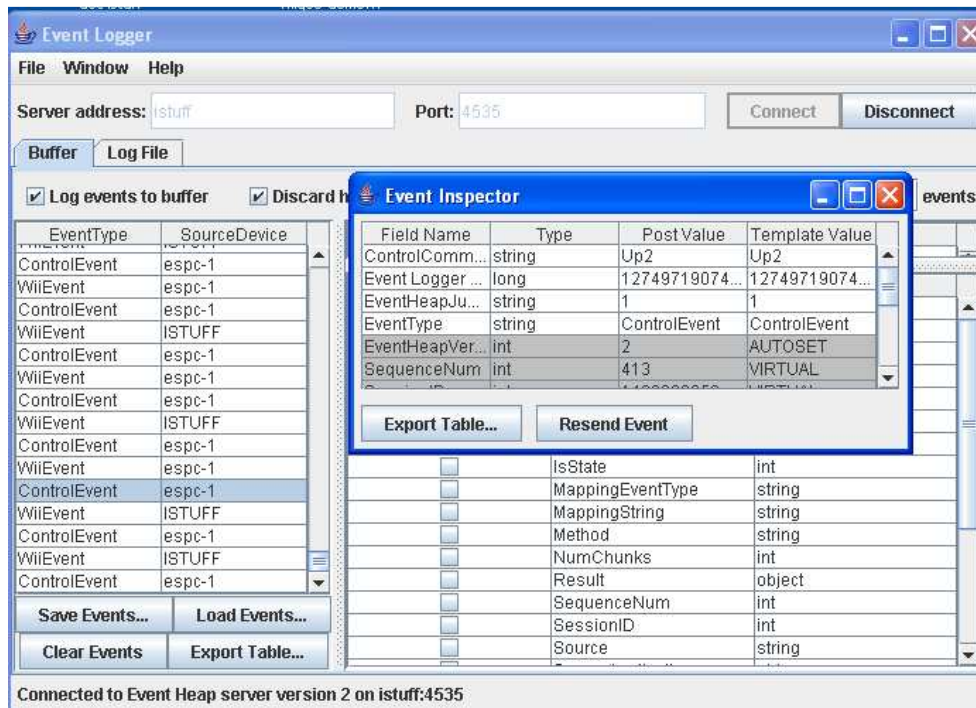 Event Logger
File Window Help
Server address: istuff Port: 4535 Connect Disconnect
Buffer Log File
Log events to buffer Discard h events
Event Inspector
Field Name Type Post Value Template Value
ControlComm... string Up2 Up2
Event Logger ... long 12749719074... 12749719074...
EventHeapJu... string 1 1
EventType string ControlEvent ControlEvent
EventHeapVer... int 2 AUTOSET
SequenceNum int 413 VIRTUAL
Export Table... Resend Event
EventType SourceDevice
ControlEvent espc-1
WiiEvent espc-1
ControlEvent espc-1
WiiEvent ISTUFF
ControlEvent espc-1
WiiEvent espc-1
ControlEvent espc-1
WiiEvent ISTUFF
ControlEvent espc-1
WiiEvent espc-1
ControlEvent espc-1
WiiEvent ISTUFF
ControlEvent espc-1
WiiEvent ISTUFF
ControlEvent espc-1
IsState int
MappingEventType string
MappingString string
Method string
NumChunks int
Result object
SequenceNum int
SessionID int
Source string
Save Events... Load Events...
Clear Events Export Table...
Connected to Event Heap server version 2 on istuff:4535